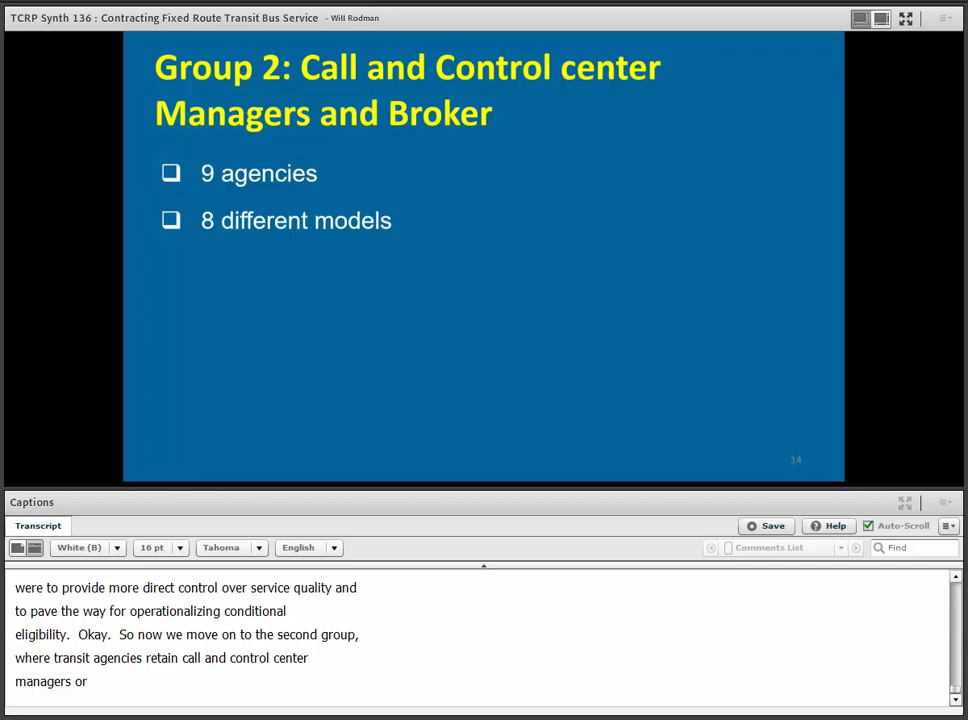 TCRP Synth 136 : Contracting Fixed Route Transit Bus Service - Will Rodman
Group 2: Call and Control center
Managers and Broker
9 agencies
8 different models
14
Captions
Transcript
Save
Help
Auto-Scroll
White (B)
16 pt
Tahoma
English
Comments List
Find
were to provide more direct control over service quality and
to pave the way for operationalizing conditional
eligibility. Okay. So now we move on to the second group,
where transit agencies retain call and control center
managers or